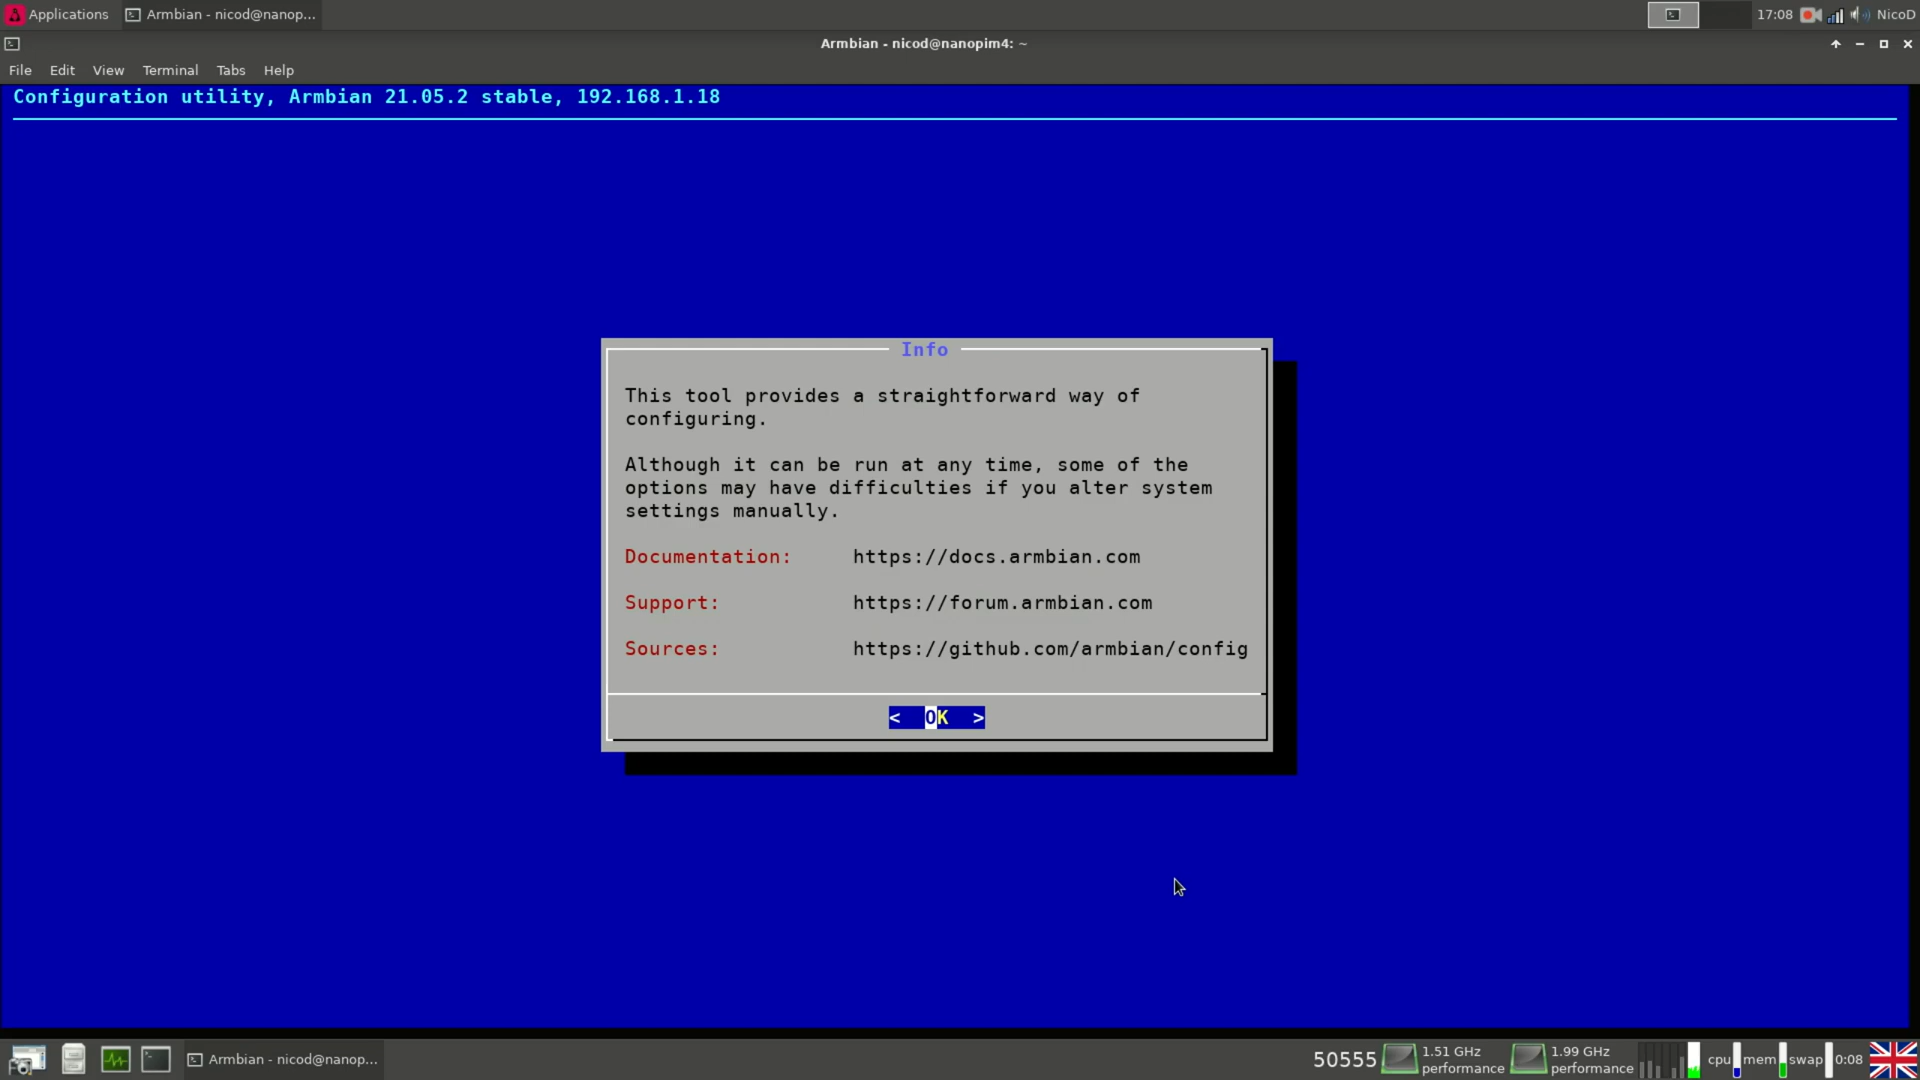 Applications Armbian - nicod@nanop... 17:08 NicoD
Armbian - nicod@nanopim4: ~
File Edit View Terminal Tabs Help
Configuration utility, Armbian 21.05.2 stable, 192.168.1.18
Info
This tool provides a straightforward way of
configuring.
Although it can be run at any time, some of the
options may have difficulties if you alter system
settings manually.
Documentation: https://docs.armbian.com
Support: https://forum.armbian.com
Sources: https://github.com/armbian/config
< OK >
Armbian - nicod@nanop... 50555 1.51 GHz performance 1.99 GHz performance cpu mem swap 0:08